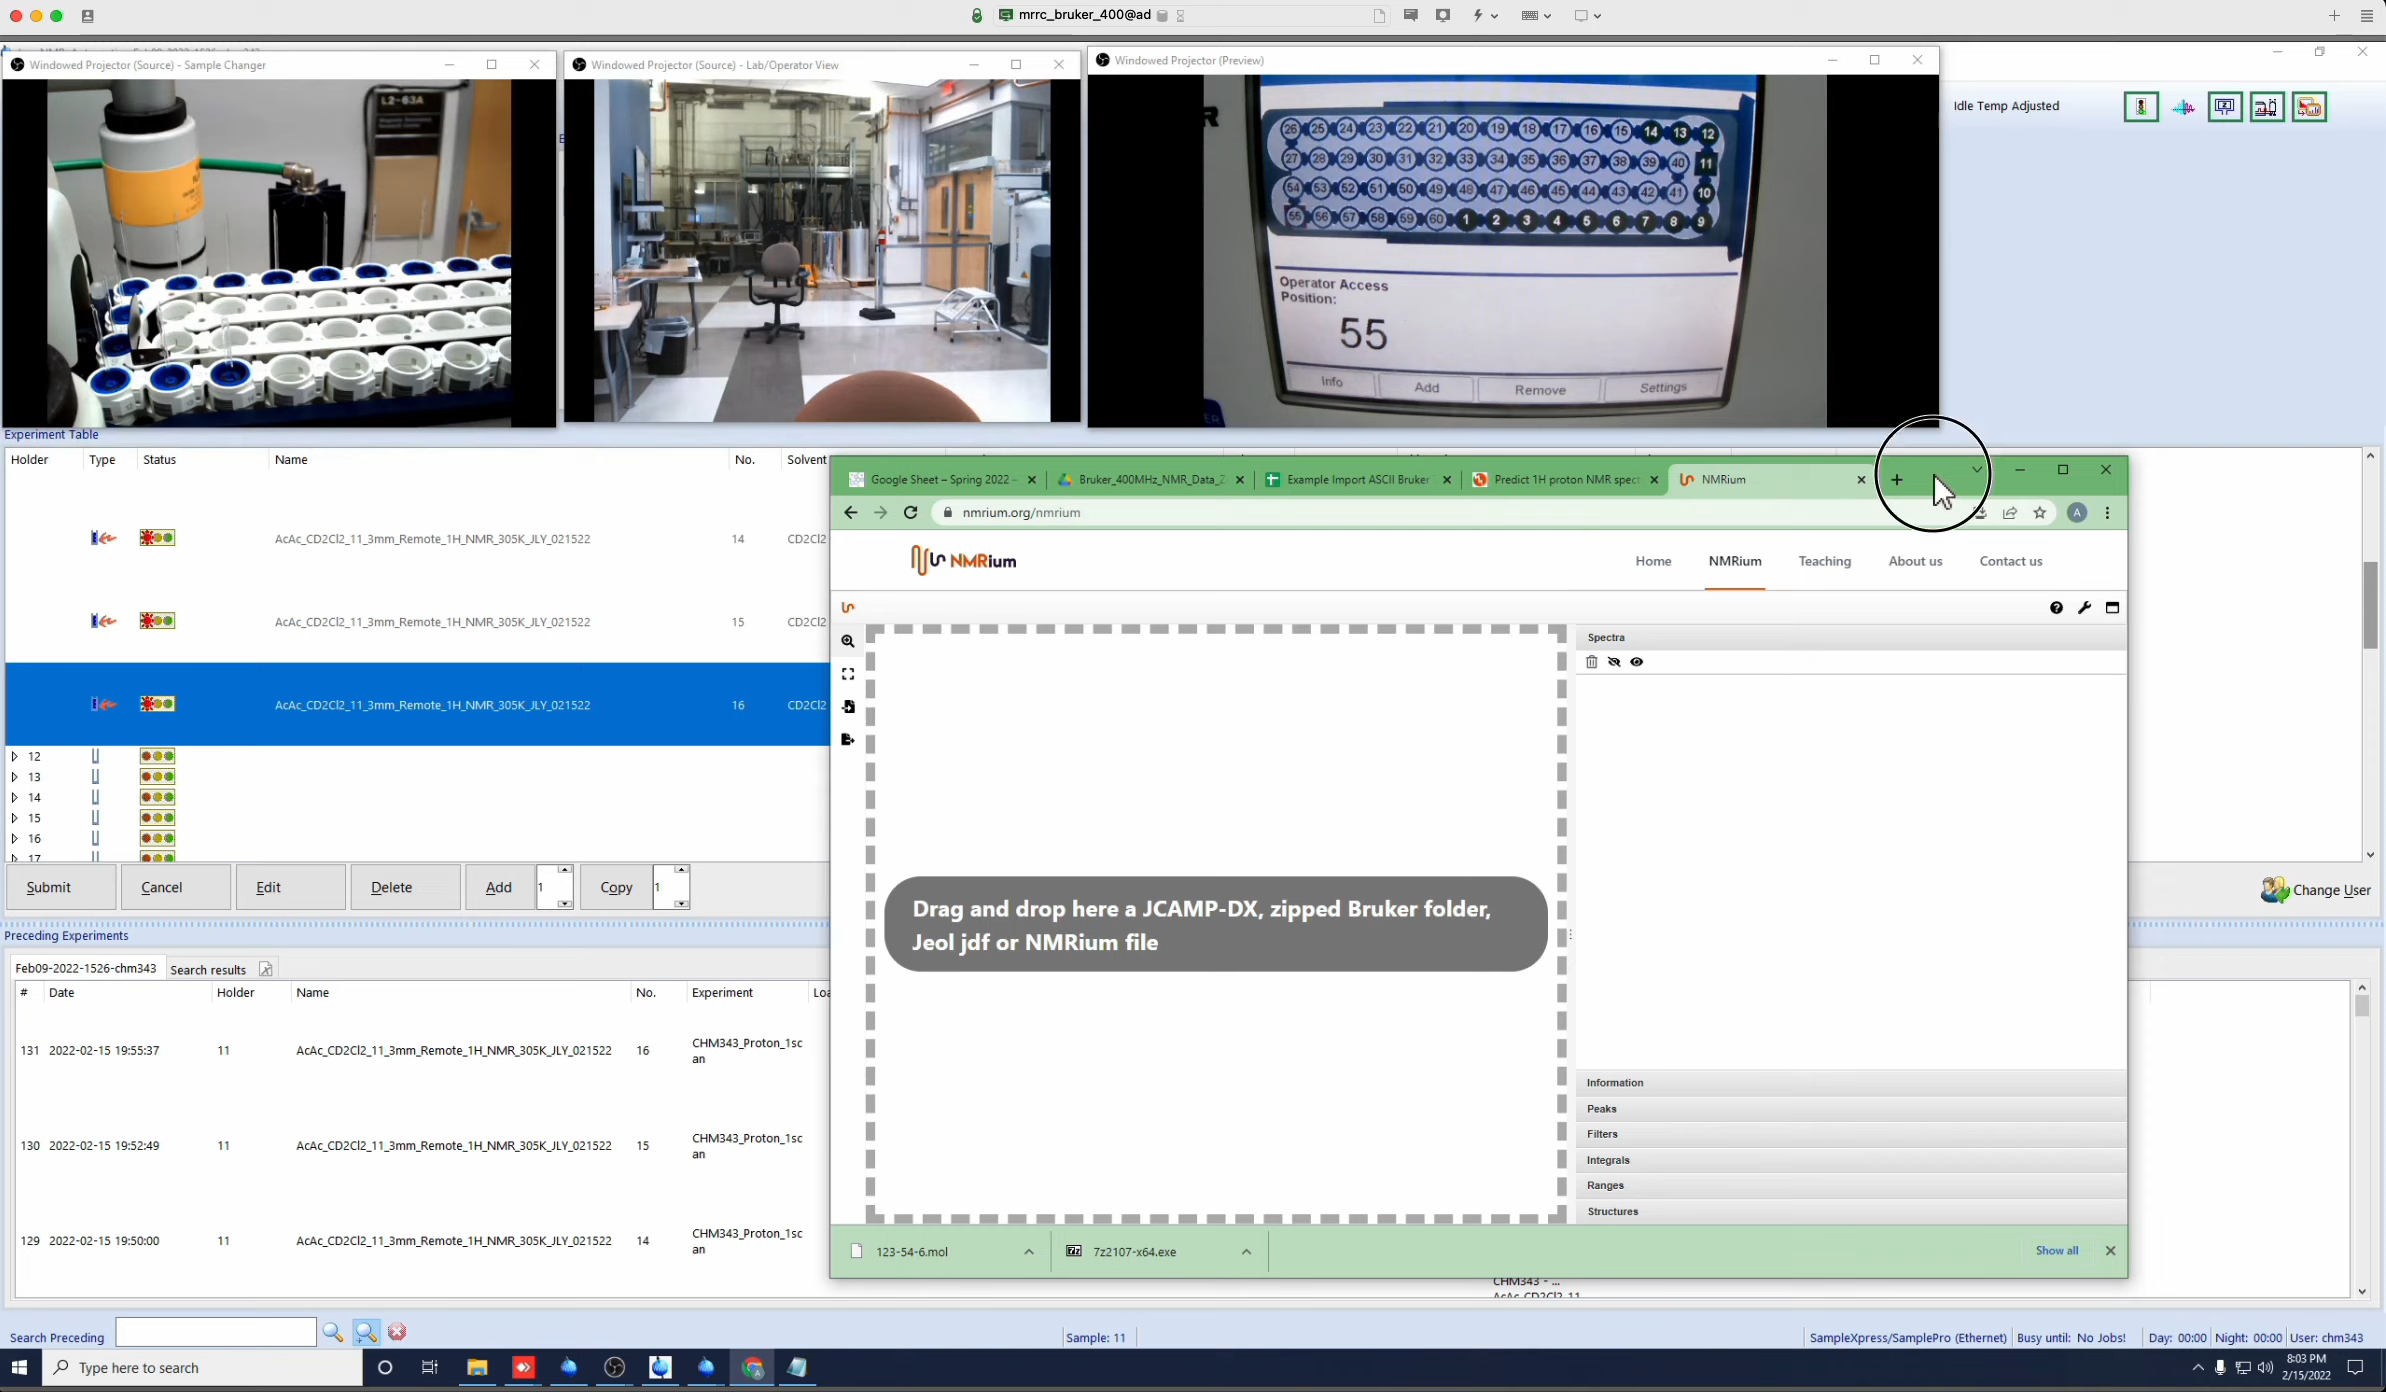 mrrc_bruker_400@ad
Windowed Projector (Source) - Sample Changer
Windowed Projector (Source) - Lab/Operator View
Windowed Projector (Preview)
L2-63A
26 25 24 23 22 21 20 19 18 17 16 15 14 13 12
27 28 29 30 31 32 33 34 35 36 37 38 39 40 11
54 53 52 51 50 49 48 47 46 45 44 43 42 41 10
55 56 57 58 59 60 1 2 3 4 5 6 7 8 9
Operator Access
Position:
55
Info Add Remove Settings
Idle Temp Adjusted
Experiment Table
Holder Type Status Name No. Solvent
AcAc_CD2Cl2_11_3mm_Remote_1H_NMR_305K_JLY_021522 14 CD2Cl2
AcAc_CD2Cl2_11_3mm_Remote_1H_NMR_305K_JLY_021522 15 CD2Cl2
AcAc_CD2Cl2_11_3mm_Remote_1H_NMR_305K_JLY_021522 16 CD2Cl2
12
13
14
15
16
17
Submit Cancel Edit Delete Add 1 Copy 1
Change User
Preceding Experiments
Feb09-2022-1526-chm343 Search results
# Date Holder Name No. Experiment Loa
131 2022-02-15 19:55:37 11 AcAc_CD2Cl2_11_3mm_Remote_1H_NMR_305K_JLY_021522 16 CHM343_Proton_1sc
an
130 2022-02-15 19:52:49 11 AcAc_CD2Cl2_11_3mm_Remote_1H_NMR_305K_JLY_021522 15 CHM343_Proton_1sc
an
129 2022-02-15 19:50:00 11 AcAc_CD2Cl2_11_3mm_Remote_1H_NMR_305K_JLY_021522 14 CHM343_Proton_1sc
an
Google Sheet – Spring 2022 - Bruker_400MHz_NMR_Data_Z Example Import ASCII Bruker Predict 1H proton NMR spect NMRium
nmrium.org/nmrium
A
NMRium
Home NMRium Teaching About us Contact us
Drag and drop here a JCAMP-DX, zipped Bruker folder,
Jeol jdf or NMRium file
Spectra
Information
Peaks
Filters
Integrals
Ranges
Structures
123-54-6.mol 7z2107-x64.exe Show all
CHM343 - ...
AcAc_CD2Cl2_11
Search Preceding
Sample: 11
SampleXpress/SamplePro (Ethernet) Busy until: No Jobs! Day: 00:00 Night: 00:00 User: chm343
Type here to search
8:03 PM
2/15/2022